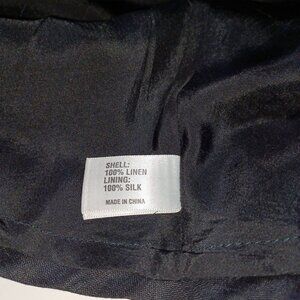 SHELL:
100% LINEN
LINING:
100% SILK
MADE IN CHINA